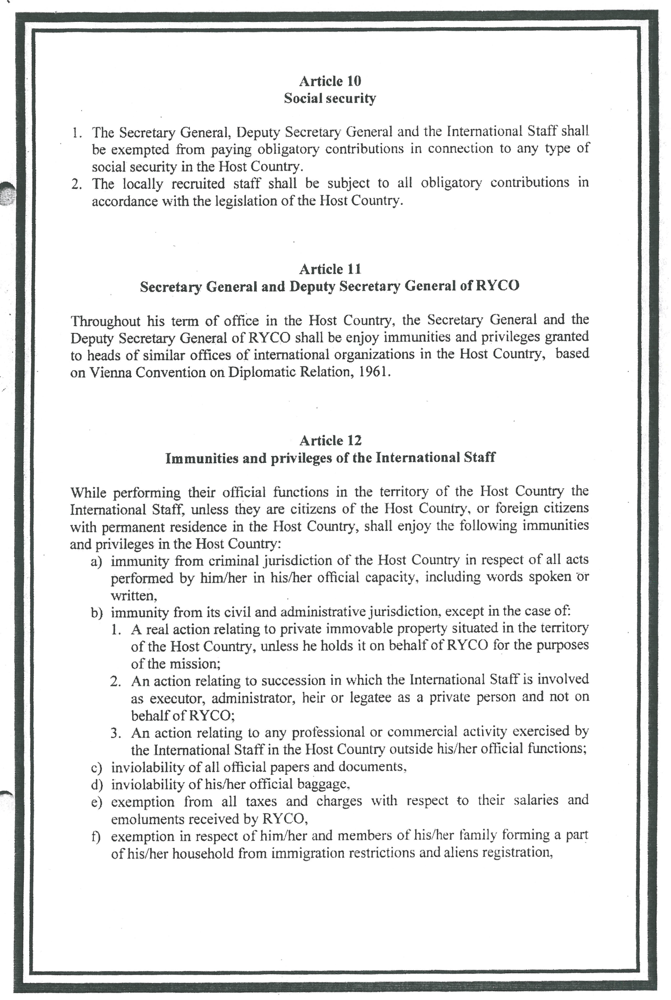 Article 10
Social security
1. The Secretary General, Deputy Secretary General and the International Staff shall
be exempted from paying obligatory contributions in connection to any type of
social security in the Host Country.
2. The locally recruited staff shall be subject to all obligatory contributions in
accordance with the legislation of the Host Country.
Article 11
Secretary General and Deputy Secretary General of RYCO
Throughout his term of office in the Host Country, the Secretary General and the
Deputy Secretary General of RYCO shall be enjoy immunities and privileges granted
to heads of similar offices of international organizations in the Host Country, based
on Vienna Convention on Diplomatic Relation, 1961.
Article 12
Immunities and privileges of the International Staff
While performing their official functions in the territory of the Host Country the
International Staff, unless they are citizens of the Host Country, or foreign citizens
with permanent residence in the Host Country, shall enjoy the following immunities
and privileges in the Host Country:
a) immunity from criminal jurisdiction of the Host Country in respect of all acts
performed by him/her in his/her official capacity, including words spoken or
written,
b) immunity from its civil and administrative jurisdiction, except in the case of:
1. A real action relating to private immovable property situated in the territory
of the Host Country, unless he holds it on behalf of RYCO for the purposes
of the mission;
2. An action relating to succession in which the International Staff is involved
as executor, administrator, heir or legatee as a private person and not on
behalf of RYCO;
3. An action relating to any professional or commercial activity exercised by
the International Staff in the Host Country outside his/her official functions;
c) inviolability of all official papers and documents,
d) inviolability of his/her official baggage,
e) exemption from all taxes and charges with respect to their salaries and
emoluments received by RYCO,
f) exemption in respect of him/her and members of his/her family forming a part
of his/her household from immigration restrictions and aliens registration,